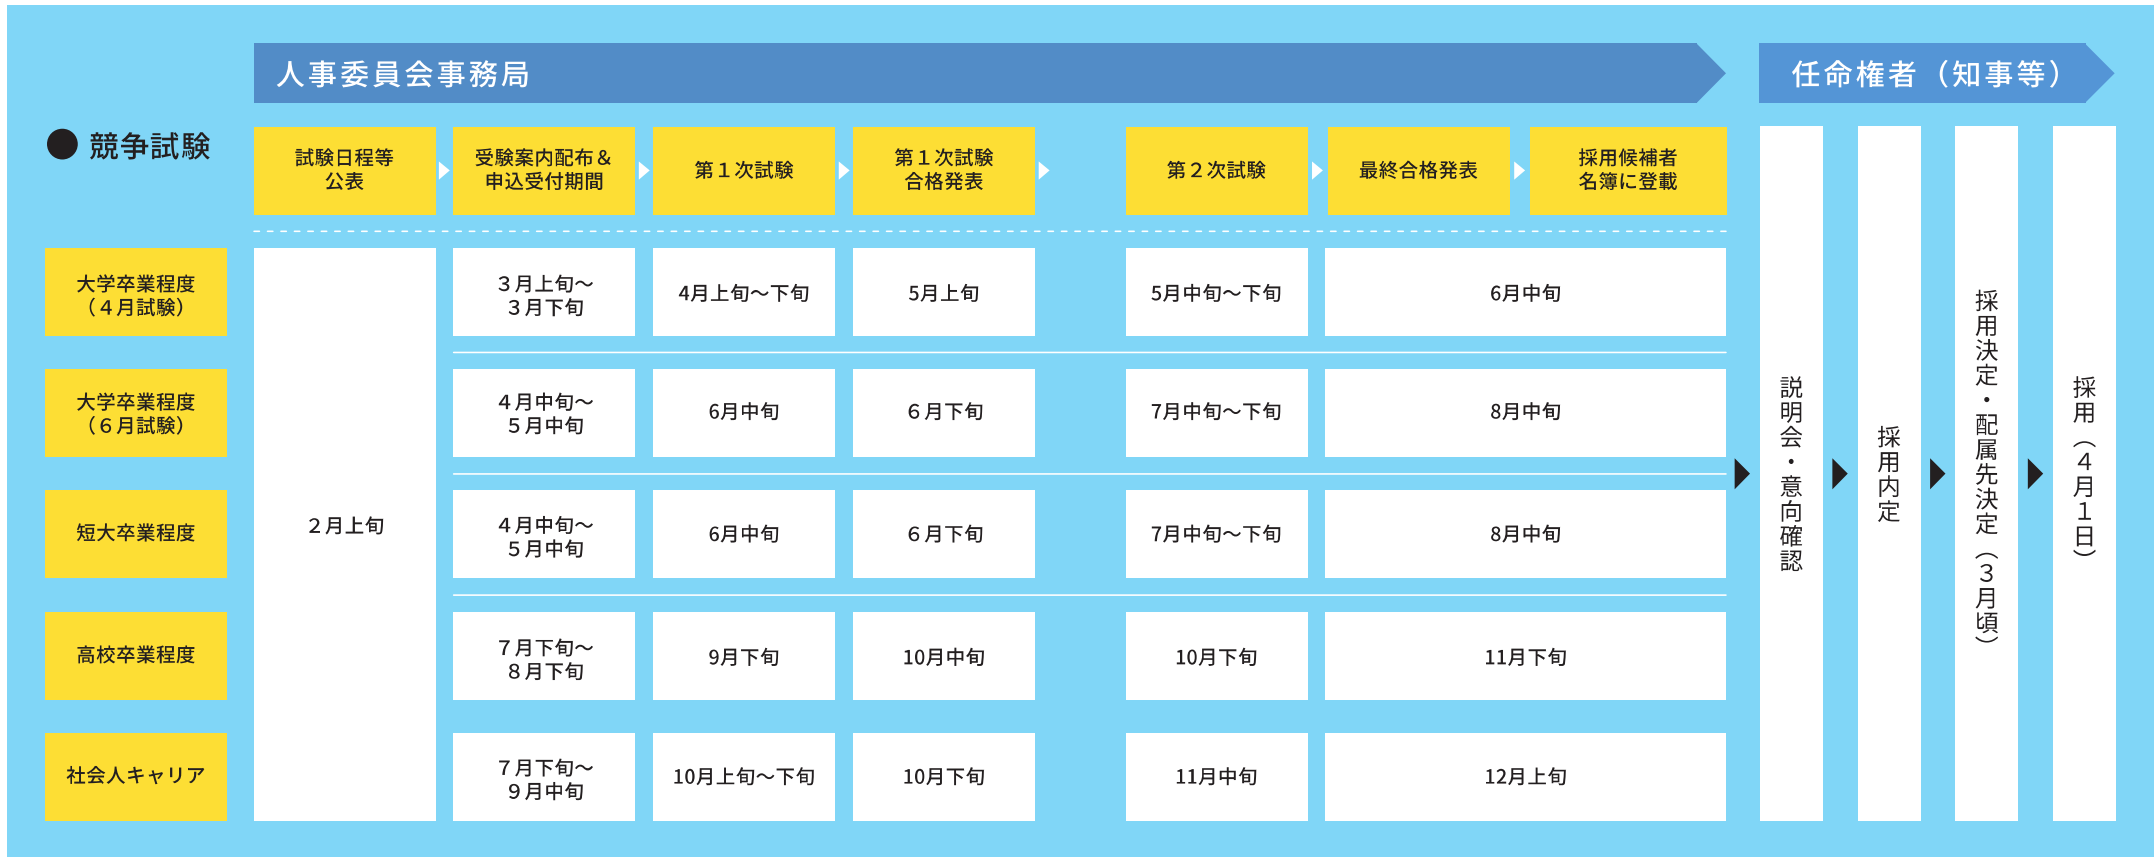 人事委員会事務局
任命権者（知事等）
●競争試験
試験日程等
公表
受験案内配布＆
申込受付期間
第１次試験
第１次試験
合格発表
第２次試験
最終合格発表
採用候補者
名簿に登載
大学卒業程度
（４月試験）
２月上旬
３月上旬～
３月下旬
4月上旬～下旬
5月上旬
5月中旬～下旬
6月中旬
大学卒業程度
（６月試験）
４月中旬～
５月中旬
6月中旬
６月下旬
7月中旬～下旬
8月中旬
短大卒業程度
４月中旬～
５月中旬
6月中旬
６月下旬
7月中旬～下旬
8月中旬
高校卒業程度
７月下旬～
８月下旬
9月下旬
10月中旬
10月下旬
11月下旬
社会人キャリア
７月下旬～
９月中旬
10月上旬～下旬
10月下旬
11月中旬
12月上旬
説明会・意向確認
採用内定
採用決定・配属先決定（３月頃）
採用（４月１日）